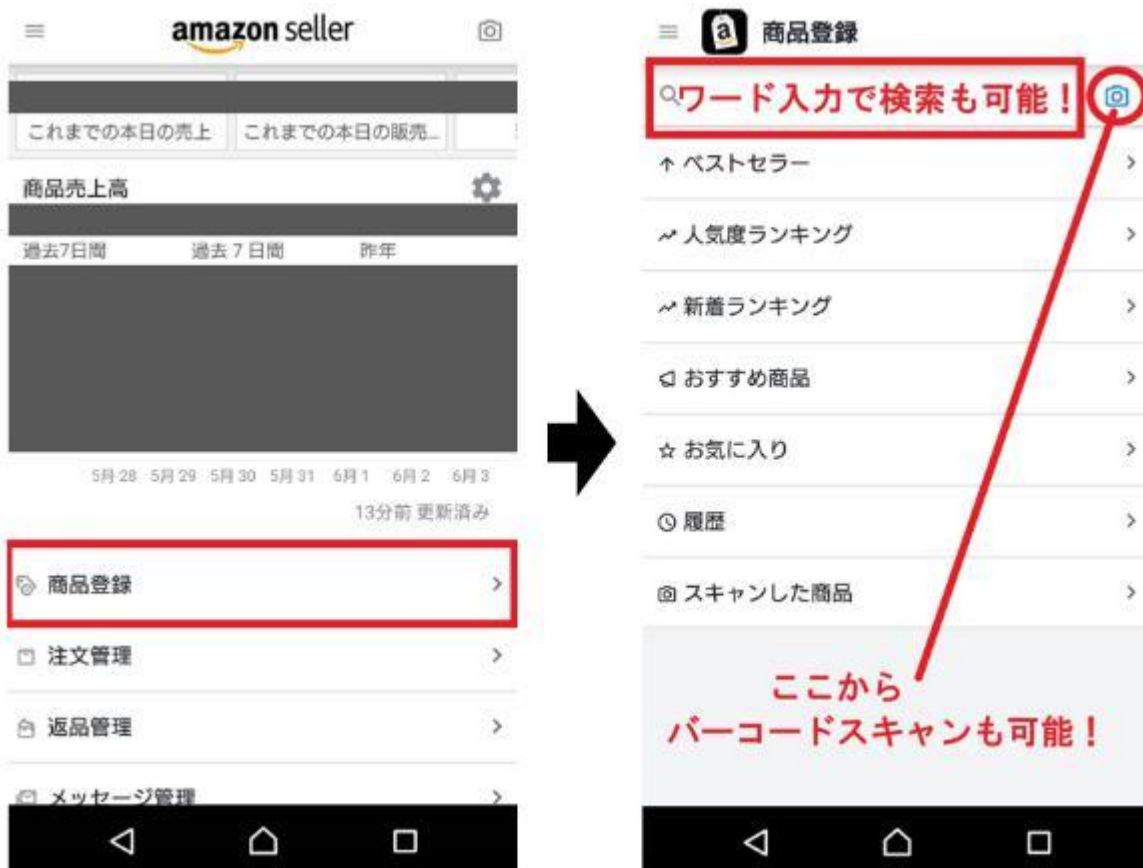 amazon seller
これまでの本日の売上
これまでの本日の販売...
商品売上高
過去7日間
過去 7 日間
昨年
5月 28
5月 29
5月 30
5月 31
6月 1
6月 2
6月 3
13分前 更新済み
商品登録
注文管理
返品管理
メッセージ管理
a
商品登録
ワード入力で検索も可能！
ベストセラー
人気度ランキング
新着ランキング
おすすめ商品
お気に入り
履歴
スキャンした商品
ここから
バーコードスキャンも可能！